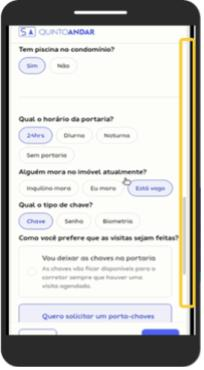 QUINTOANDAR
Tem piscina no condomínio?
Sim Não
Qual o horário da portaria?
24hrs Diurno Noturno
Sem portaria
Alguém mora no imóvel atualmente?
Inquilino mora Eu moro Está vago
Qual o tipo de chave?
Chave Senha Biometria
Como você prefere que as visitas sejam feitas?
Vou deixar as chaves na portaria
As chaves vão ficar disponíveis para o
corretor sempre que houver uma
visita agendada.
Quero solicitar um porta-chaves